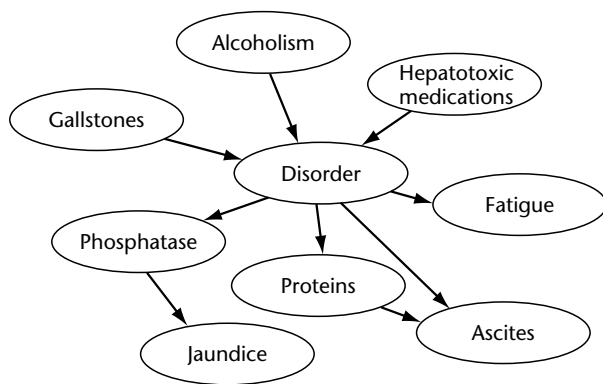 Alcoholism
Hepatotoxic
medications
Gallstones
Disorder
Fatigue
Phosphatase
Proteins
Ascites
Jaundice